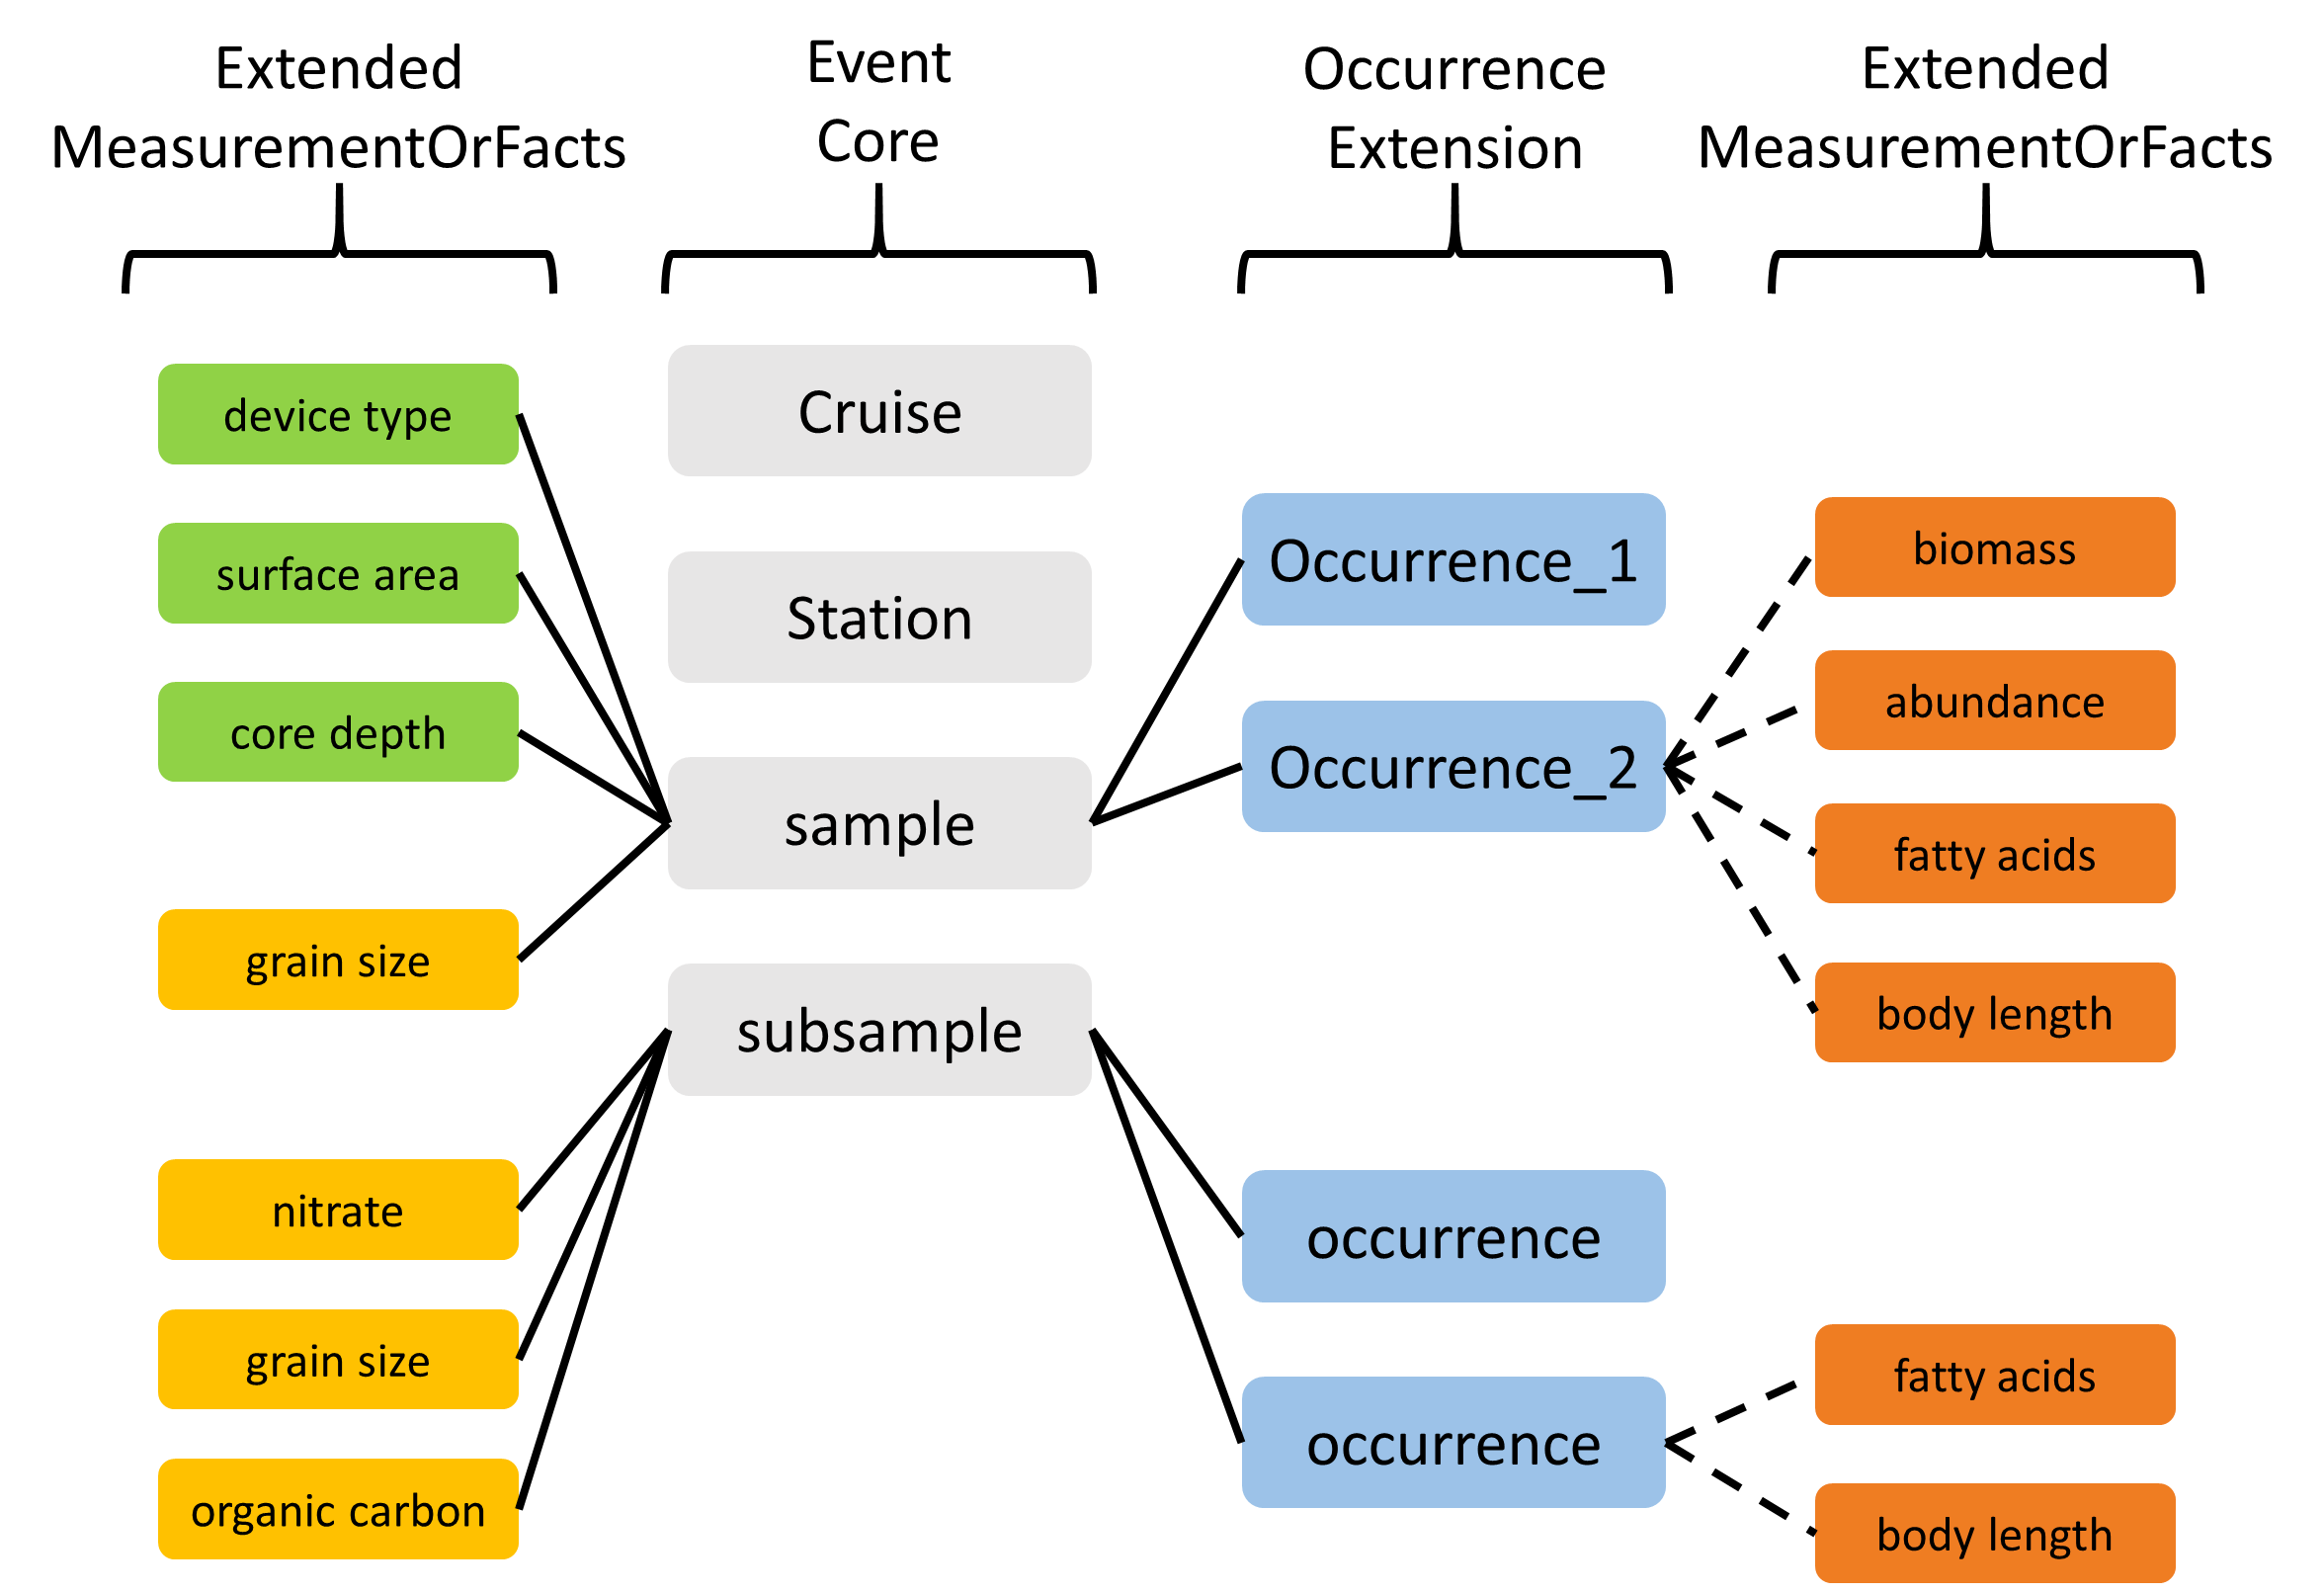 Extended
MeasurementOrFacts
Event
Core
Occurrence
Extension
Extended
MeasurementOrFacts
device type
surface area
core depth
grain size
nitrate
grain size
organic carbon
Cruise
Station
sample
subsample
Occurrence_1
Occurrence_2
occurrence
occurrence
biomass
abundance
fatty acids
body length
fatty acids
body length